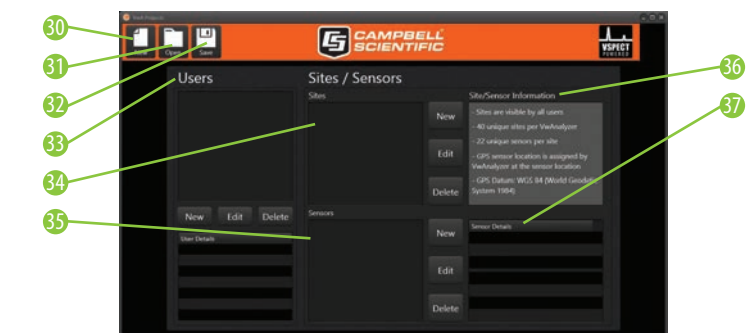 30
31
32
33
34
35
36
37
New
Open
Save
CAMPBELL
SCIENTIFIC
VSPECT
POWERED
Users
New Edit Delete
User Details
Sites / Sensors
Sites
New
Edit
Delete
Sensors
New
Edit
Delete
Site/Sensor Information
- Sites are visible by all users
- 40 unique sites per VwAnalyzer
- 22 unique sensors per site
- GPS sensor location is assigned by
VwAnalyzer at the sensor location
- GPS Datum: WGS 84 (World Geodetic
System 1984)
Sensor Details